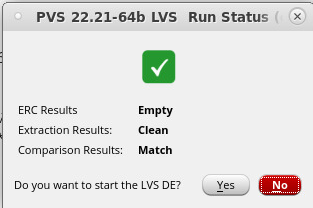 PVS 22.21-64b LVS Run Status (
ERC Results Empty
Extraction Results: Clean
Comparison Results: Match
Do you want to start the LVS DE? Yes No